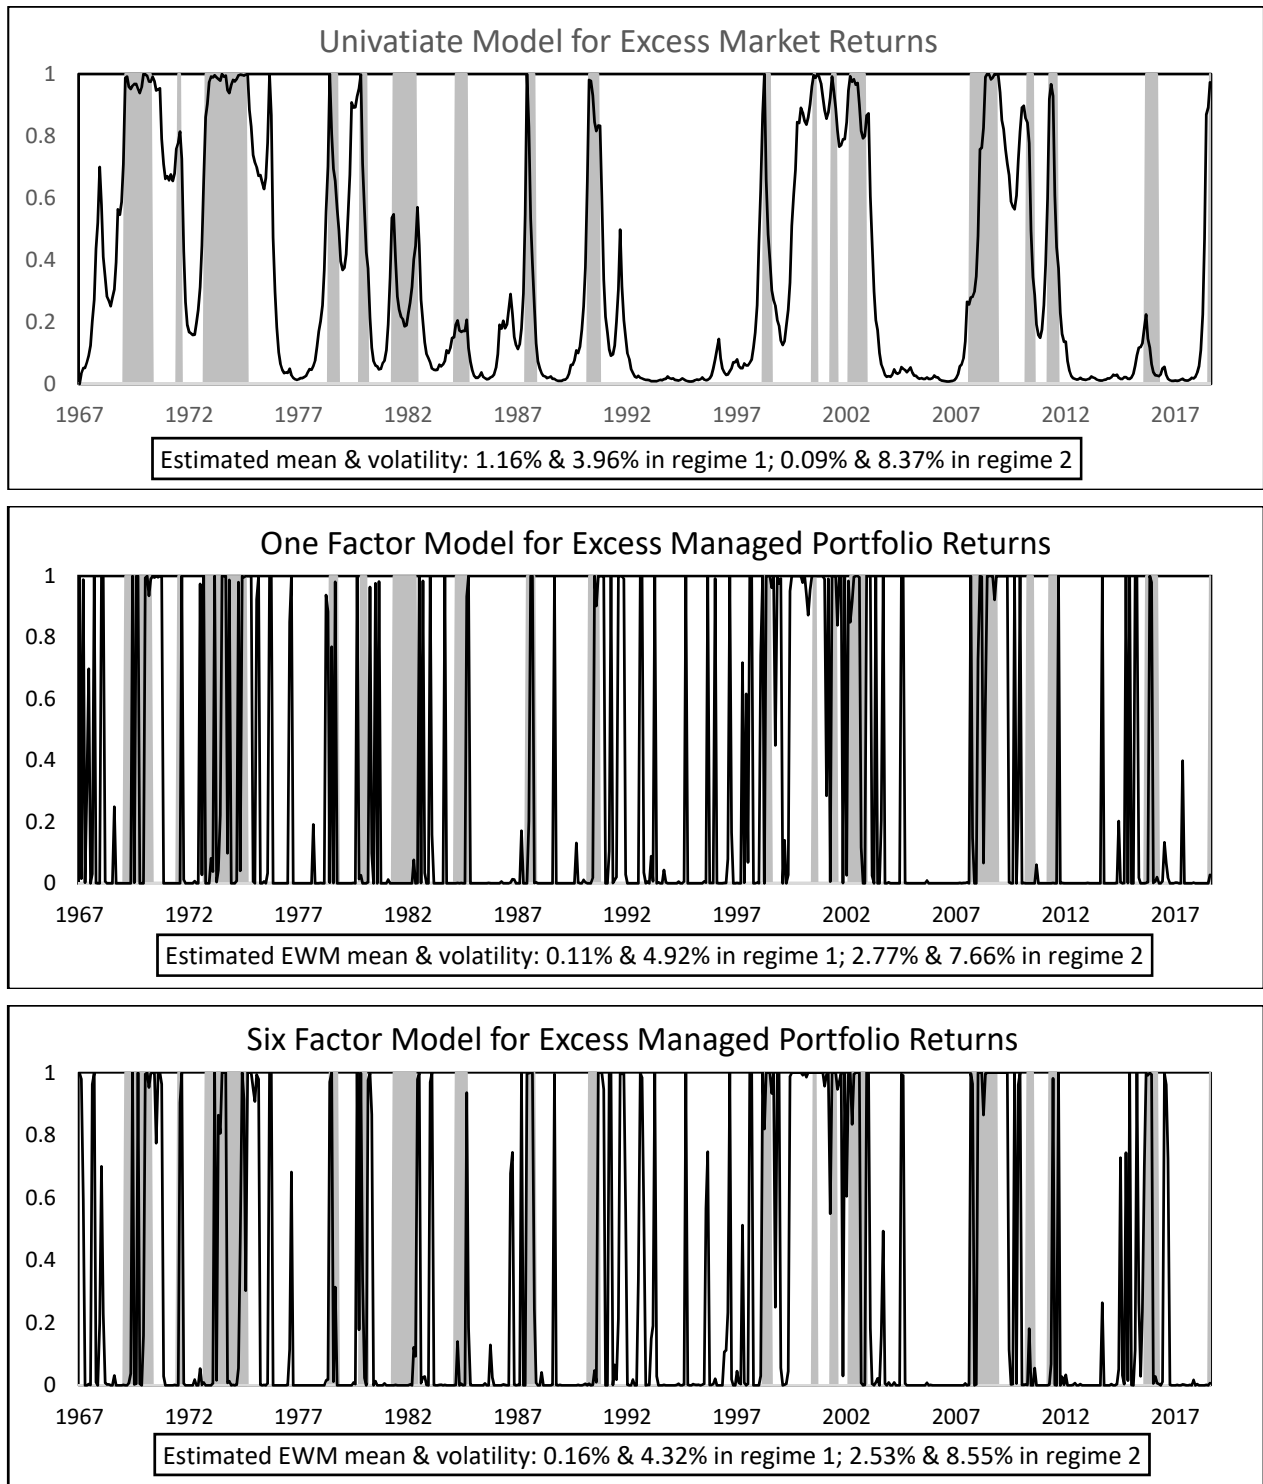 Univatiate Model for Excess Market Returns
1
0.8
0.6
0.4
0.2
0
1967 1972 1977 1982 1987 1992 1997 2002 2007 2012 2017
Estimated mean & volatility: 1.16% & 3.96% in regime 1; 0.09% & 8.37% in regime 2
One Factor Model for Excess Managed Portfolio Returns
1
0.8
0.6
0.4
0.2
0
1967 1972 1977 1982 1987 1992 1997 2002 2007 2012 2017
Estimated EWM mean & volatility: 0.11% & 4.92% in regime 1; 2.77% & 7.66% in regime 2
Six Factor Model for Excess Managed Portfolio Returns
1
0.8
0.6
0.4
0.2
0
1967 1972 1977 1982 1987 1992 1997 2002 2007 2012 2017
Estimated EWM mean & volatility: 0.16% & 4.32% in regime 1; 2.53% & 8.55% in regime 2